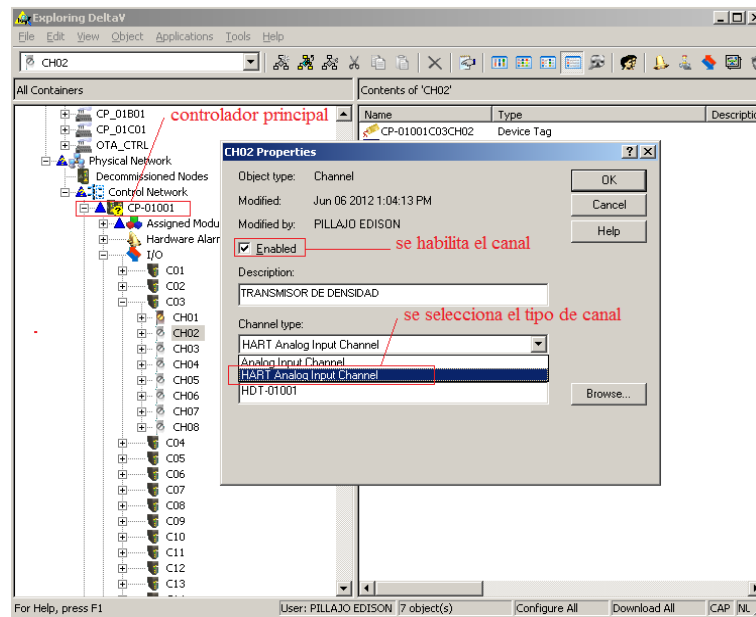 Exploring DeltaV
File Edit View Object Applications Tools Help
CH02
All Containers
Contents of 'CH02'
CP_01B01
CP_01C01
OTA_CTRL
Physical Network
Decommissioned Nodes
Control Network
CP-01001
Assigned Modu
Hardware Alarr
I/O
C01
C02
C03
CH01
CH02
CH03
CH04
CH05
CH06
CH07
CH08
C04
C05
C06
C07
C08
C09
C10
C11
C12
C13
controlador principal
Name Type Descriptio
CP-01001C03CH02 Device Tag
CH02 Properties
Object type: Channel
Modified: Jun 06 2012 1:04:13 PM
Modified by: PILLAJO EDISON
Enabled
se habilita el canal
Description:
TRANSMISOR DE DENSIDAD
Channel type:
se selecciona el tipo de canal
HART Analog Input Channel
Analog Input Channel
HART Analog Input Channel
HDT-01001
OK
Cancel
Help
Browse...
For Help, press F1
User: PILLAJO EDISON
7 object(s)
Configure All
Download All
CAP